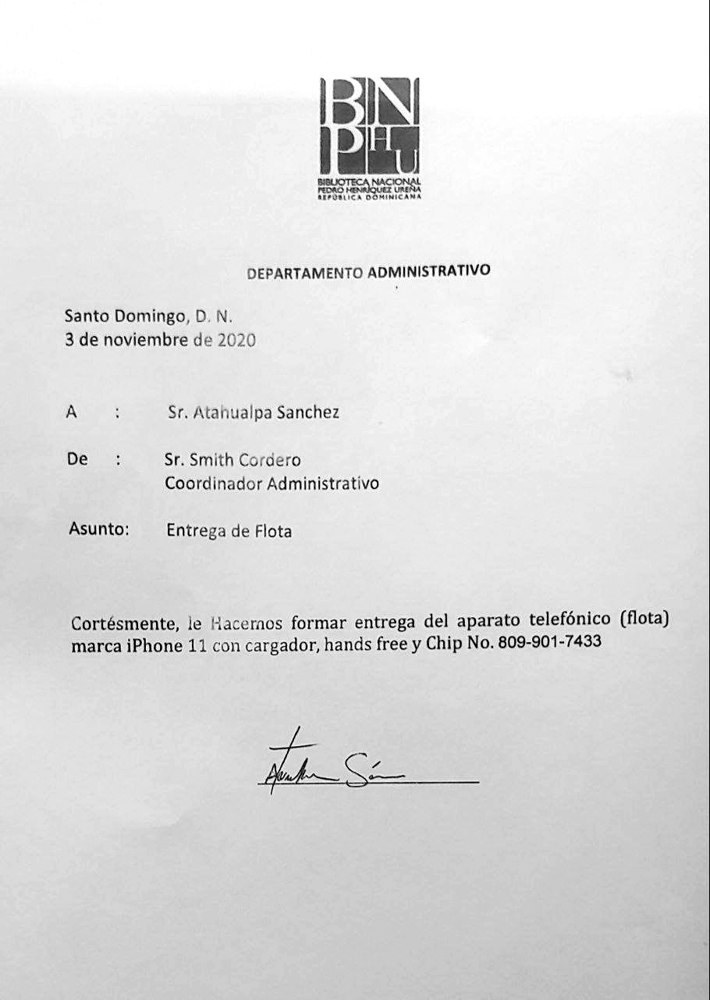 BN
PHU
BIBLIOTECA NACIONAL
PEDRO HENRÍQUEZ UREÑA
REPÚBLICA DOMINICANA
DEPARTAMENTO ADMINISTRATIVO
Santo Domingo, D. N.
3 de noviembre de 2020
A : Sr. Atahualpa Sanchez
De : Sr. Smith Cordero
Coordinador Administrativo
Asunto: Entrega de Flota
Cortésmente, le Hacemos formar entrega del aparato telefónico (flota)
marca iPhone 11 con cargador, hands free y Chip No. 809-901-7433